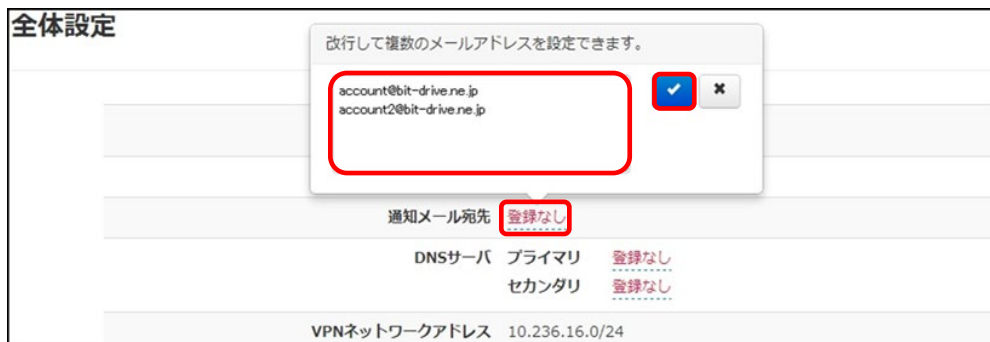 全体設定
改行して複数のメールアドレスを設定できます。
account@bit-drive.ne.jp
account2@bit-drive.ne.jp
通知メール宛先 登録なし
DNSサーバ プライマリ 登録なし
セカンダリ 登録なし
VPNネットワークアドレス 10.236.16.0/24